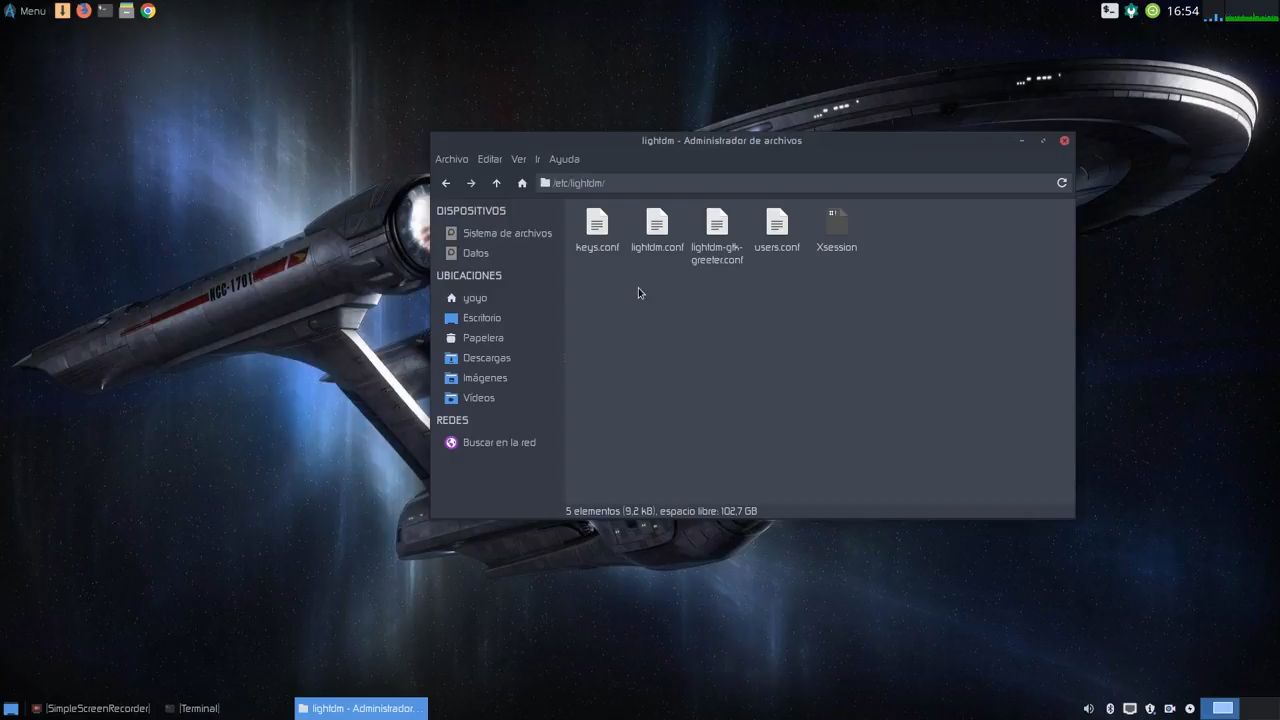 Menu
16:54
NCC-1701
lightdm - Administrador de archivos
Archivo Editar Ver Ir Ayuda
/etc/lightdm/
DISPOSITIVOS
Sistema de archivos
Datos
UBICACIONES
yoyo
Escritorio
Papelera
Descargas
Imágenes
Vídeos
REDES
Buscar en la red
keys.conf
lightdm.conf
lightdm-gtk-
greeter.conf
users.conf
Xsession
5 elementos (9,2 kB), espacio libre: 102,7 GB
[SimpleScreenRecorder]
[Terminal]
lightdm - Administrador...